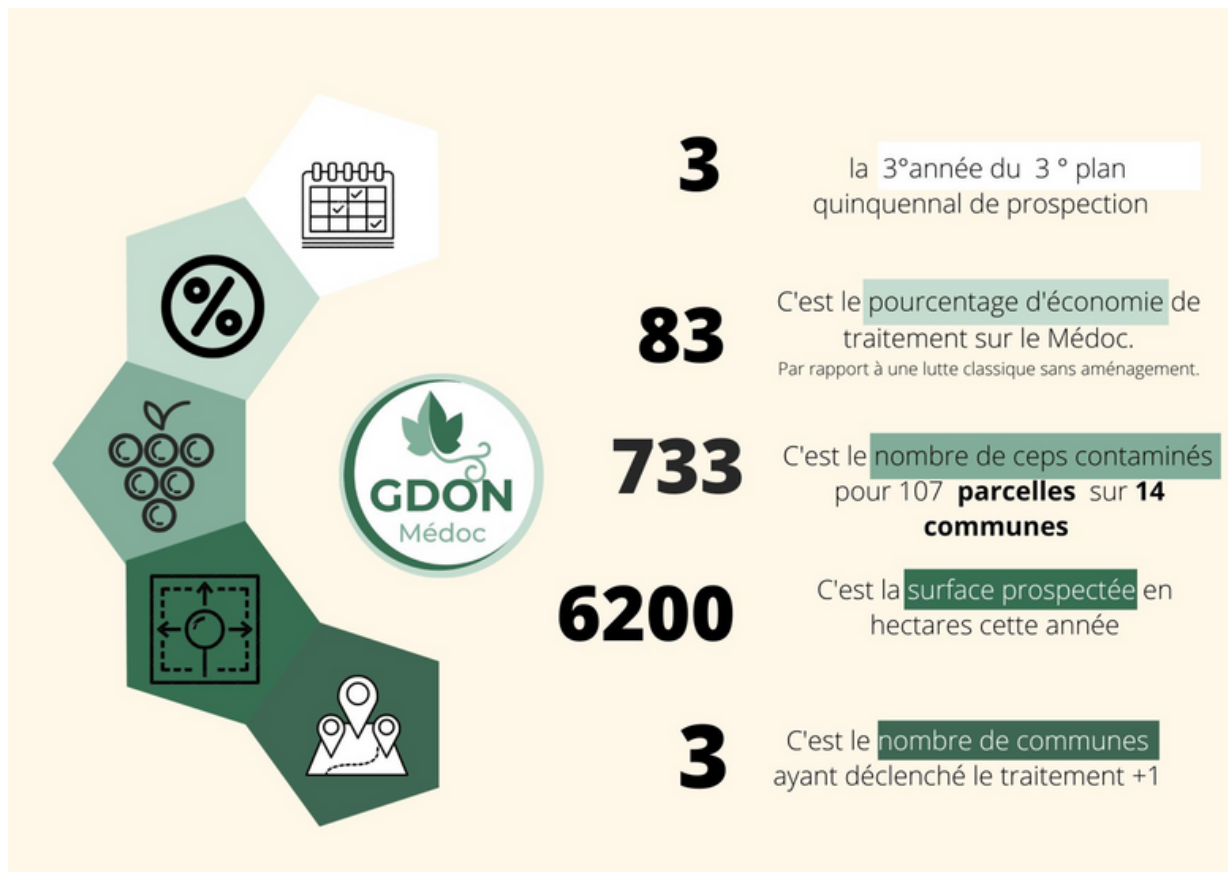 3
la 3°année du 3 ° plan
quinquennal de prospection
83
C'est le pourcentage d'économie de
traitement sur le Médoc.
Par rapport à une lutte classique sans aménagement.
GDON
Médoc
733
C'est le nombre de ceps contaminés
pour 107 parcelles sur 14
communes
6200
C'est la surface prospectée en
hectares cette année
3
C'est le nombre de communes
ayant déclenché le traitement +1